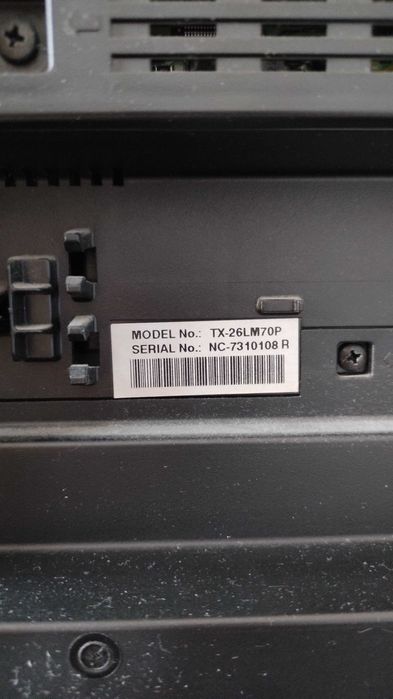 MODEL No.: TX-26LM70P
SERIAL No.: NC-7310108 R